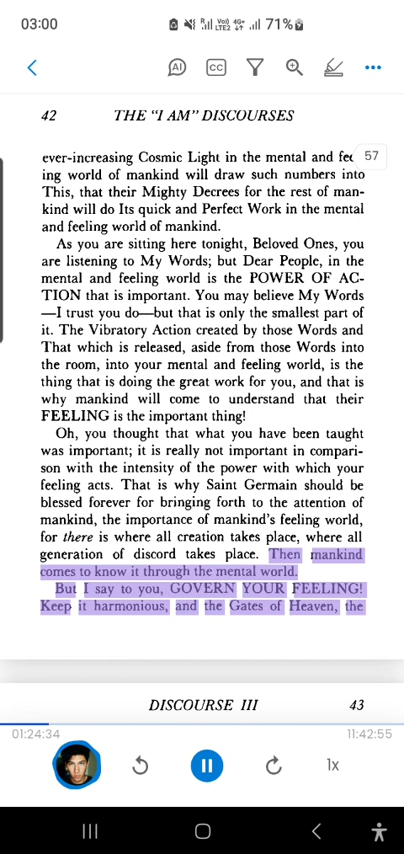 03:00
71%
AI
CC
42 THE "I AM" DISCOURSES
57
ever-increasing Cosmic Light in the mental and fee
ing world of mankind will draw such numbers into
This, that their Mighty Decrees for the rest of man-
kind will do Its quick and Perfect Work in the mental
and feeling world of mankind.
As you are sitting here tonight, Beloved Ones, you
are listening to My Words; but Dear People, in the
mental and feeling world is the POWER OF AC-
TION that is important. You may believe My Words
—I trust you do—but that is only the smallest part of
it. The Vibratory Action created by those Words and
That which is released, aside from those Words into
the room, into your mental and feeling world, is the
thing that is doing the great work for you, and that is
why mankind will come to understand that their
FEELING is the important thing!
Oh, you thought that what you have been taught
was important; it is really not important in compari-
son with the intensity of the power with which your
feeling acts. That is why Saint Germain should be
blessed forever for bringing forth to the attention of
mankind, the importance of mankind's feeling world,
for there is where all creation takes place, where all
generation of discord takes place. Then mankind
comes to know it through the mental world.
But I say to you, GOVERN YOUR FEELING!
Keep it harmonious, and the Gates of Heaven, the
DISCOURSE III 43
01:24:34 11:42:55
1x